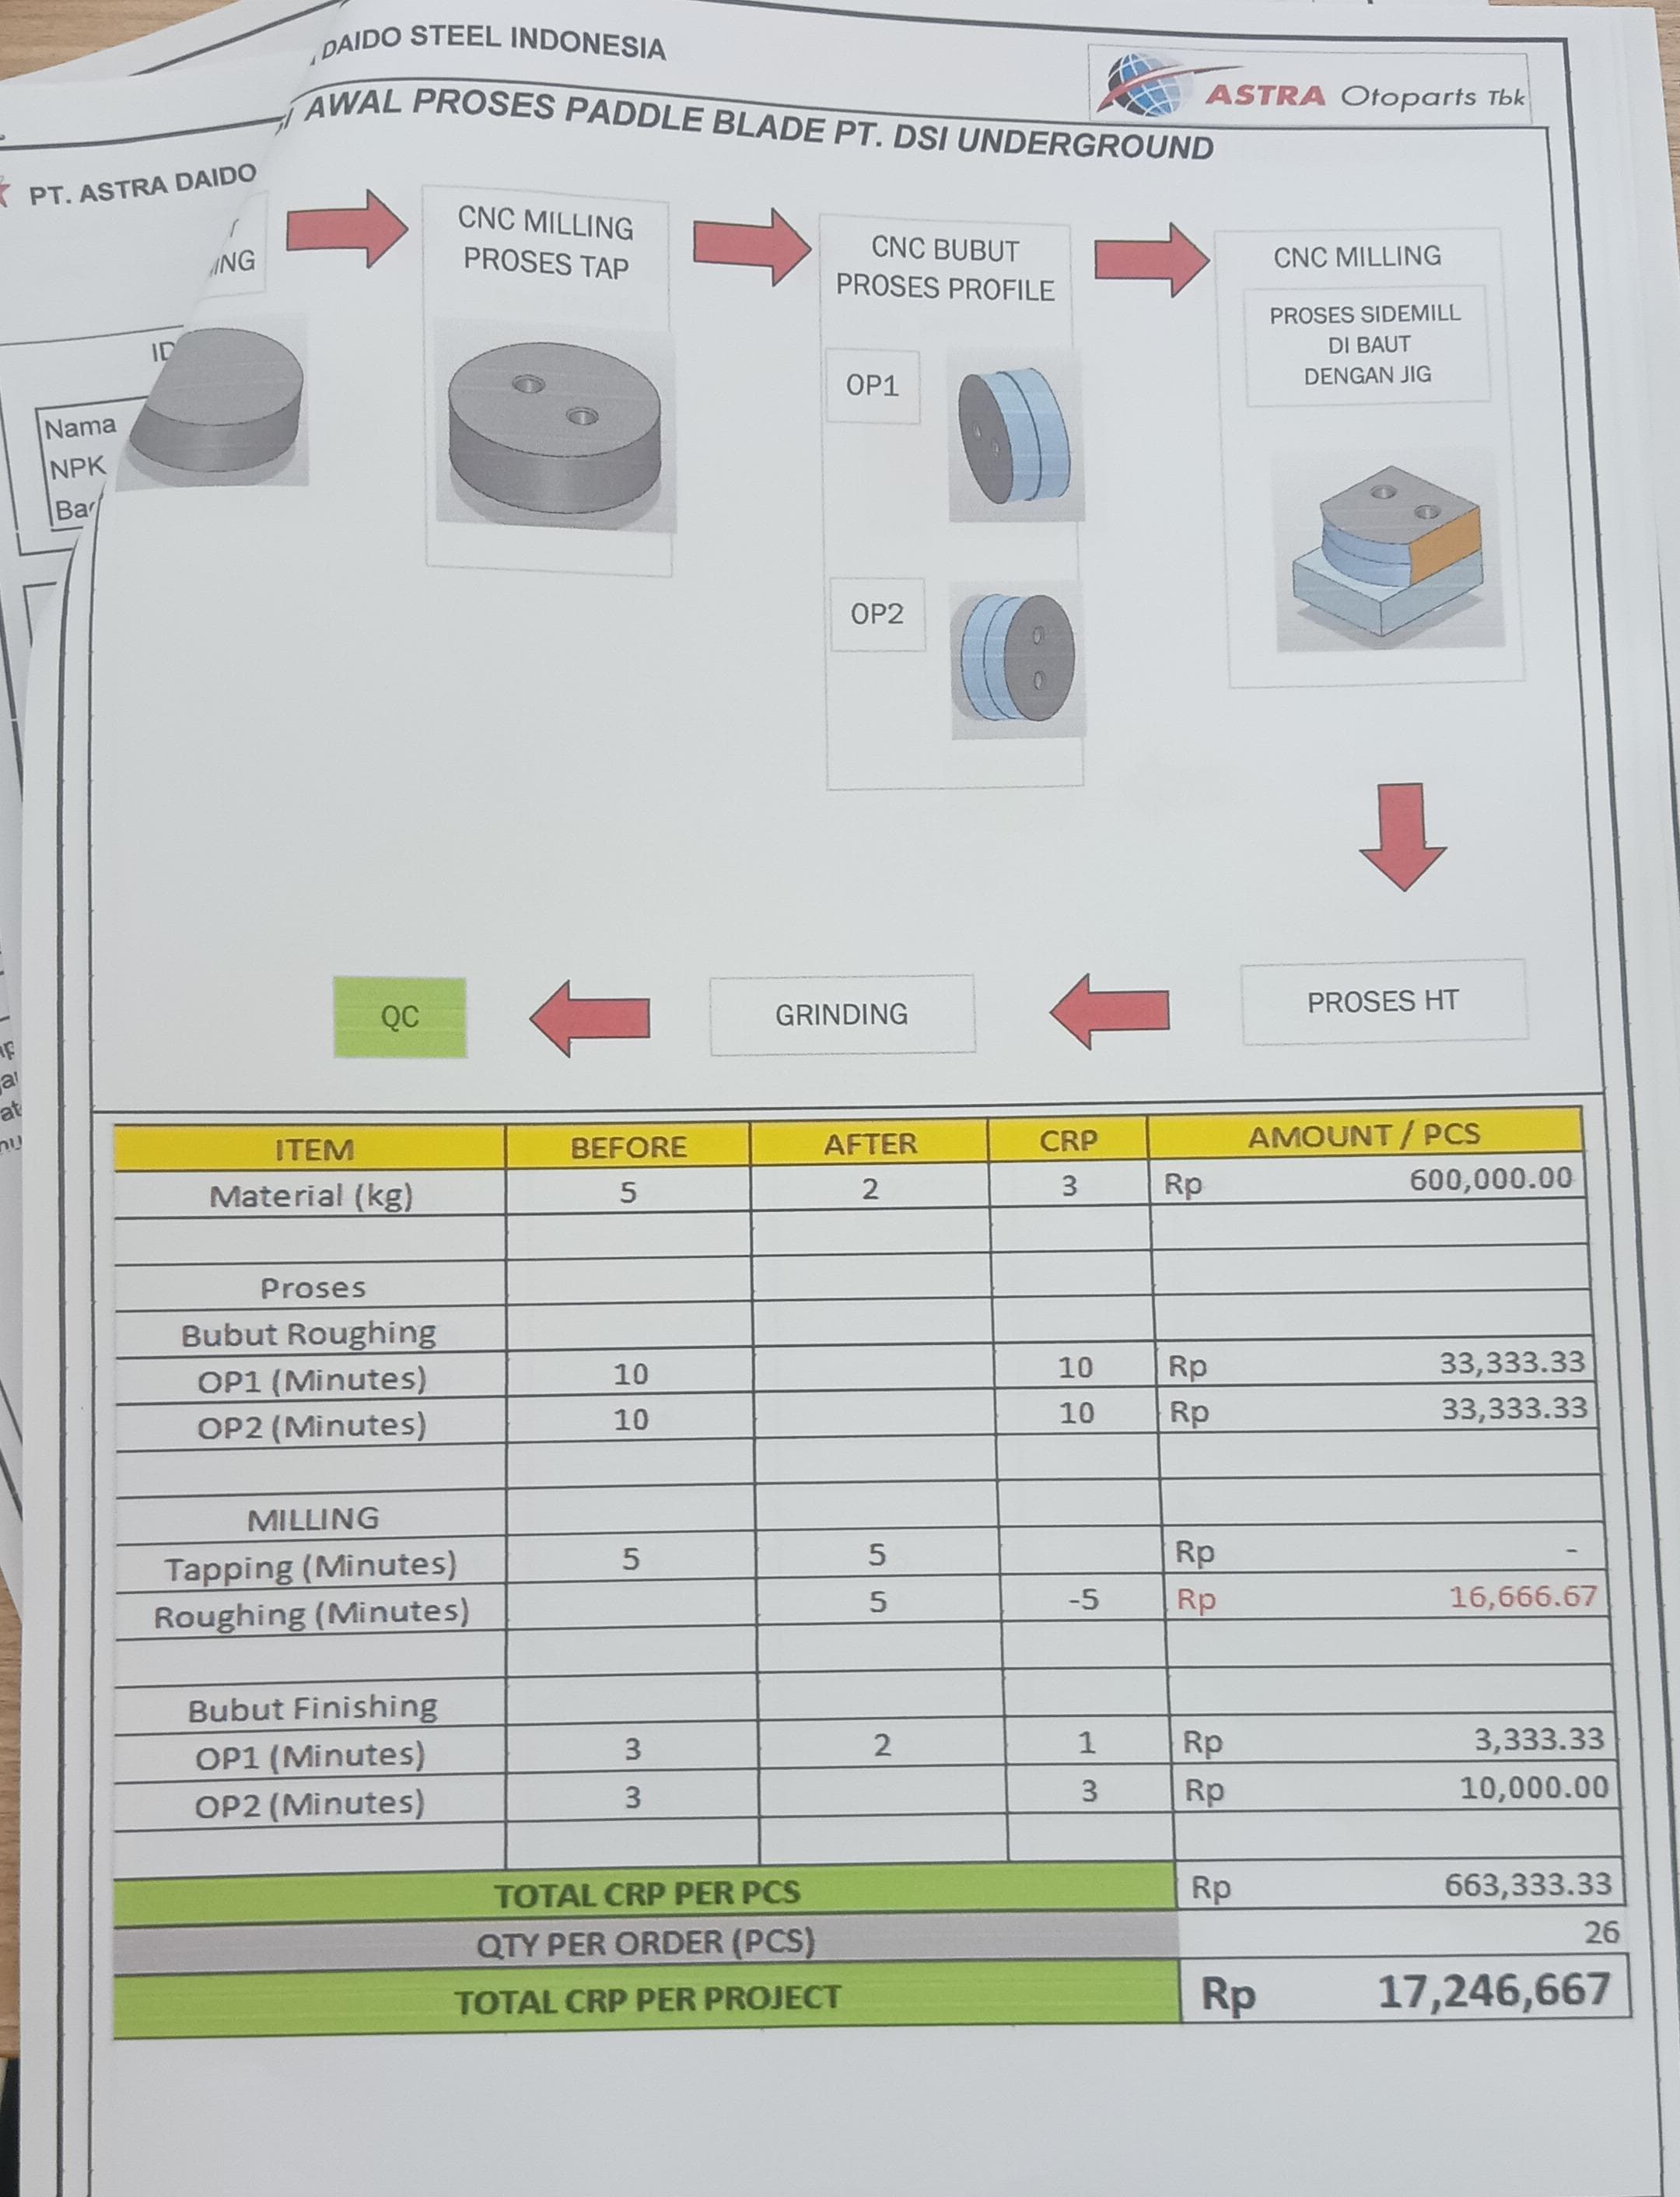 DAIDO STEEL INDONESIA
ASTRA Otoparts Tbk
AWAL PROSES PADDLE BLADE PT. DSI UNDERGROUND
PT. ASTRA DAIDO
Nama
NPK
CNC MILLING
PROSES TAP
CNC BUBUT
PROSES PROFILE
OP1
OP2
CNC MILLING
PROSES SIDEMILL
DI BAUT
DENGAN JIG
PROSES HT
GRINDING
QC
ITEM BEFORE AFTER CRP AMOUNT / PCS
Material (kg) 5 2 3 Rp 600,000.00
Proses
Bubut Roughing
OP1 (Minutes) 10 10 Rp 33,333.33
OP2 (Minutes) 10 10 Rp 33,333.33
MILLING
Tapping (Minutes) 5 5 Rp -
Roughing (Minutes) 5 -5 Rp 16,666.67
Bubut Finishing
OP1 (Minutes) 3 2 1 Rp 3,333.33
OP2 (Minutes) 3 3 Rp 10,000.00
TOTAL CRP PER PCS Rp 663,333.33
QTY PER ORDER (PCS) 26
TOTAL CRP PER PROJECT Rp 17,246,667